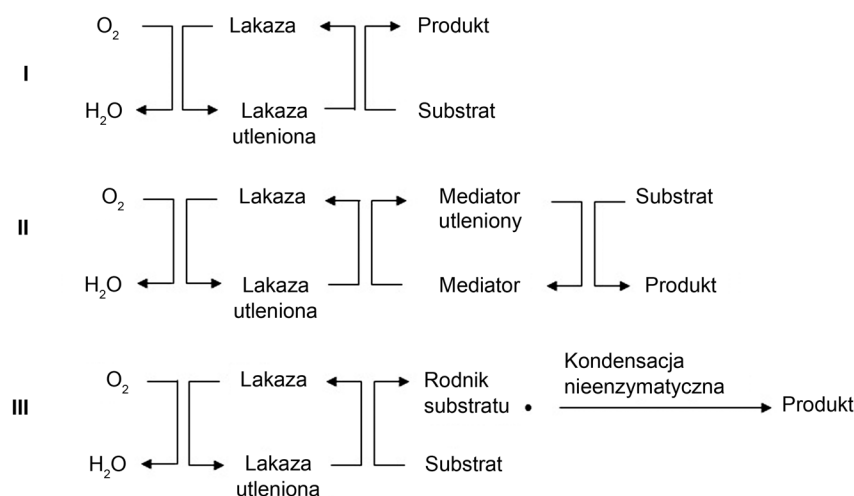 O2 Lakaza Produkt
I
H2O Lakaza Substrat
utleniona
O2 Lakaza Mediator Substrat
utleniony
II
H2O Lakaza Mediator Produkt
utleniona
Kondensacja
nieenzymatyczna
O2 Lakaza Rodnik
substratu • Produkt
III
H2O Lakaza Substrat
utleniona